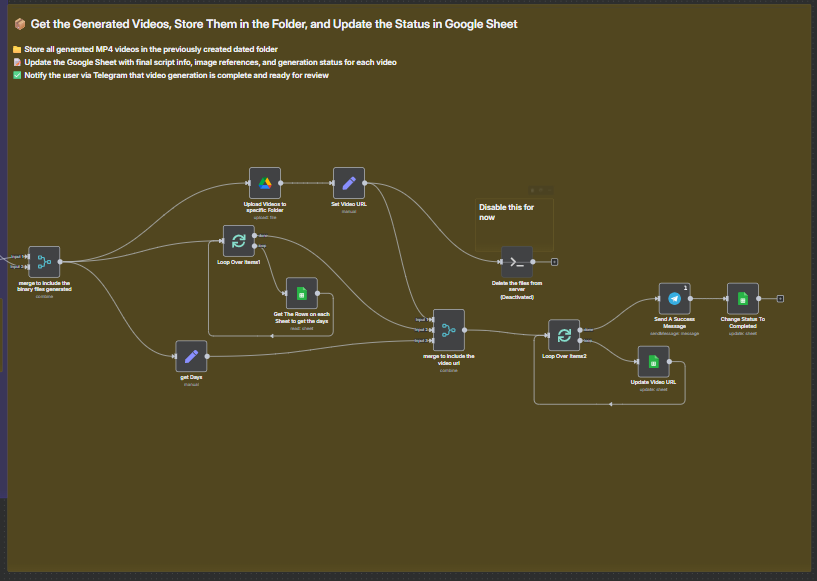 📦 Get the Generated Videos, Store Them in the Folder, and Update the Status in Google Sheet
📁 Store all generated MP4 videos in the previously created dated folder
📝 Update the Google Sheet with final script info, image references, and generation status for each video
✅ Notify the user via Telegram that video generation is complete and ready for review
Upload Videos to
specific Folder
upload: file
Set Video URL
manual
Disable this for
now
Loop Over Items1
done
loop
Input 1
Input 2
merge to include the
binary files generated
combine
Get The Rows on each
Sheet to get the days
read: sheet
Delete the files from
server
(Deactivated)
get Days
manual
Input 1
Input 2
Input 3
merge to include the
video url
combine
Loop Over Items2
done
loop
1
Send A Success
Message
sendMessage: message
Change Status To
Completed
update: sheet
Update Video URL
update: sheet